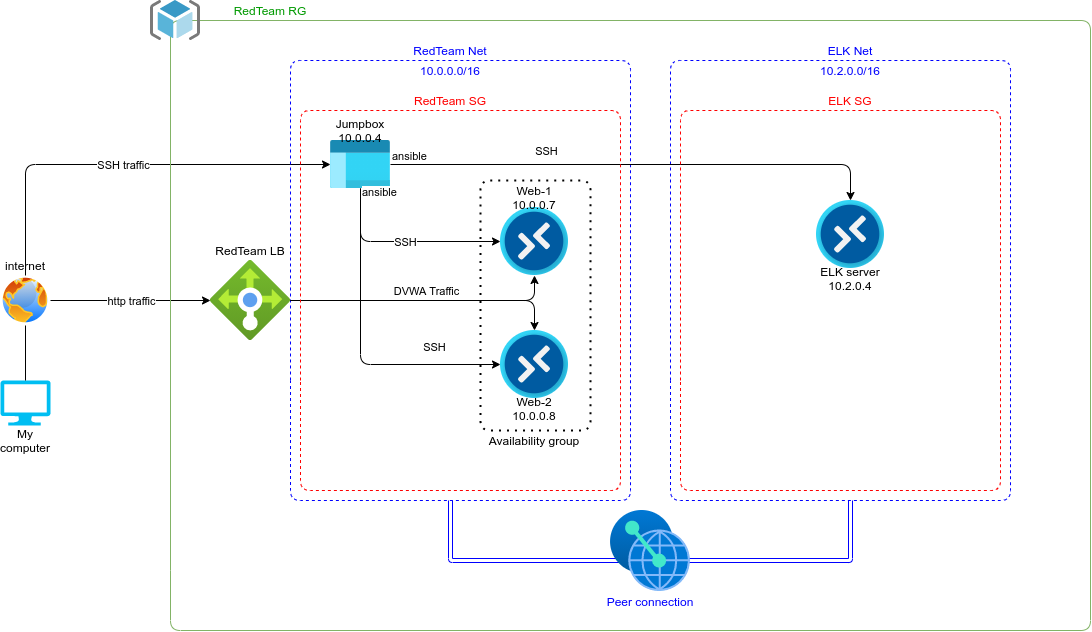 RedTeam RG
RedTeam Net
10.0.0.0/16
ELK Net
10.2.0.0/16
RedTeam SG
ELK SG
Jumpbox
10.0.0.4
ansible
SSH
SSH traffic
ansible
Web-1
10.0.0.7
SSH
RedTeam LB
internet
ELK server
10.2.0.4
DVWA Traffic
http traffic
SSH
Web-2
10.0.0.8
My
computer
Availability group
Peer connection